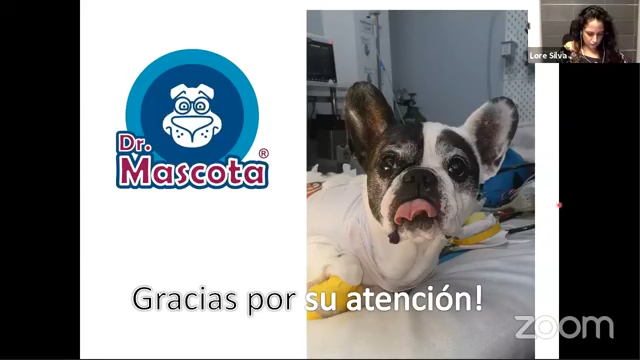 Lore Silva
Dr.
Mascota®
Gracias por su atención!
zoom